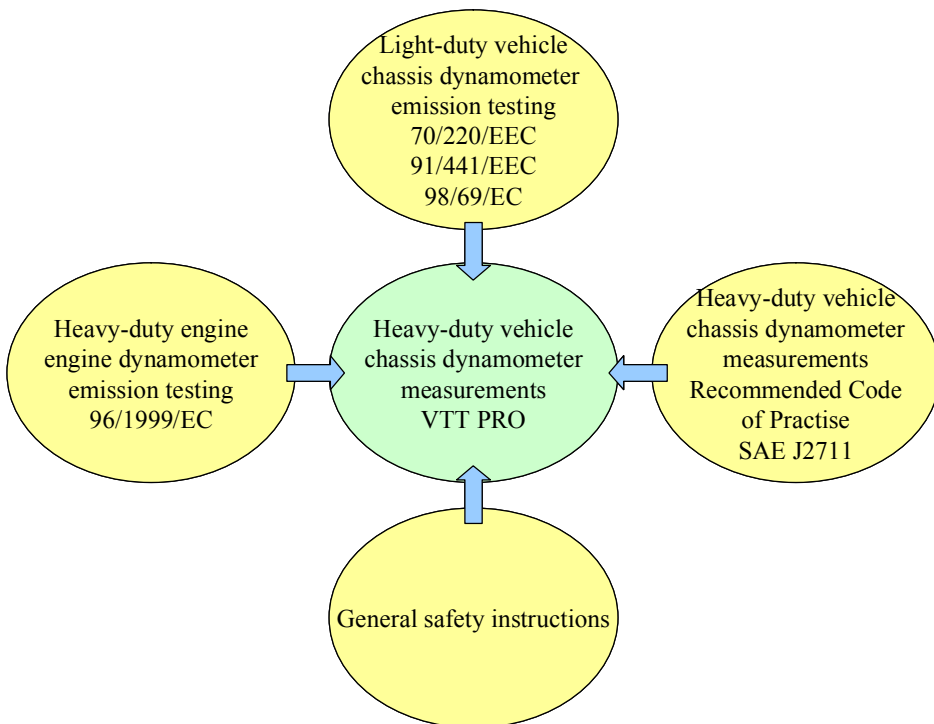 Light-duty vehicle
chassis dynamometer
emission testing
70/220/EEC
91/441/EEC
98/69/EC
Heavy-duty engine
engine dynamometer
emission testing
96/1999/EC
Heavy-duty vehicle
chassis dynamometer
measurements
VTT PRO
Heavy-duty vehicle
chassis dynamometer
measurements
Recommended Code
of Practise
SAE J2711
General safety instructions